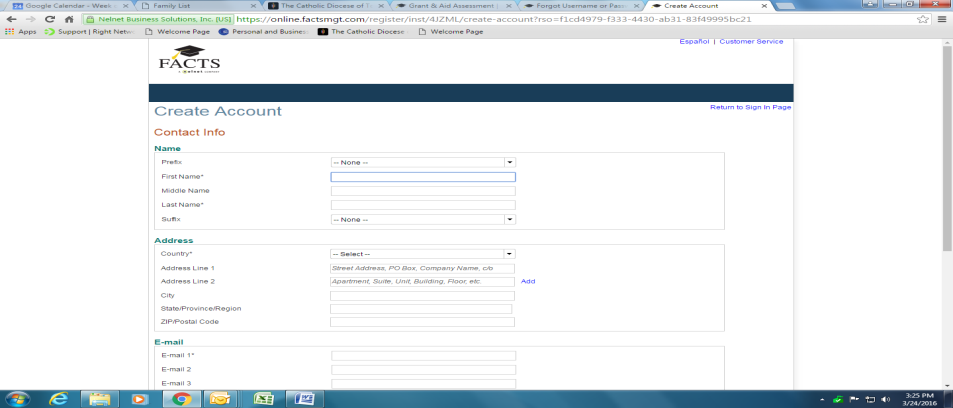 Google Calendar - Week
Family List
The Catholic Diocese of T
Grant & Aid Assessment |
Forgot Username or Pass
Create Account
Nelnet Business Solutions, Inc. [US] https://online.factsmgt.com/register/inst/4JZML/create-account?rso=f1cd4979-f333-4430-ab31-83f49995bc21
Apps Support | Right Netw Welcome Page Personal and Busines The Catholic Diocese Welcome Page
Español | Customer Service
FACTS
Create Account
Return to Sign In Page
Contact Info
Name
Prefix -- None --
First Name*
Middle Name
Last Name*
Suffix -- None --
Address
Country* -- Select --
Address Line 1 Street Address, PO Box, Company Name, c/o
Address Line 2 Apartment, Suite, Unit, Building, Floor, etc. Add
City
State/Province/Region
ZIP/Postal Code
E-mail
E-mail 1*
E-mail 2
E-mail 3
3:25 PM
3/24/2016